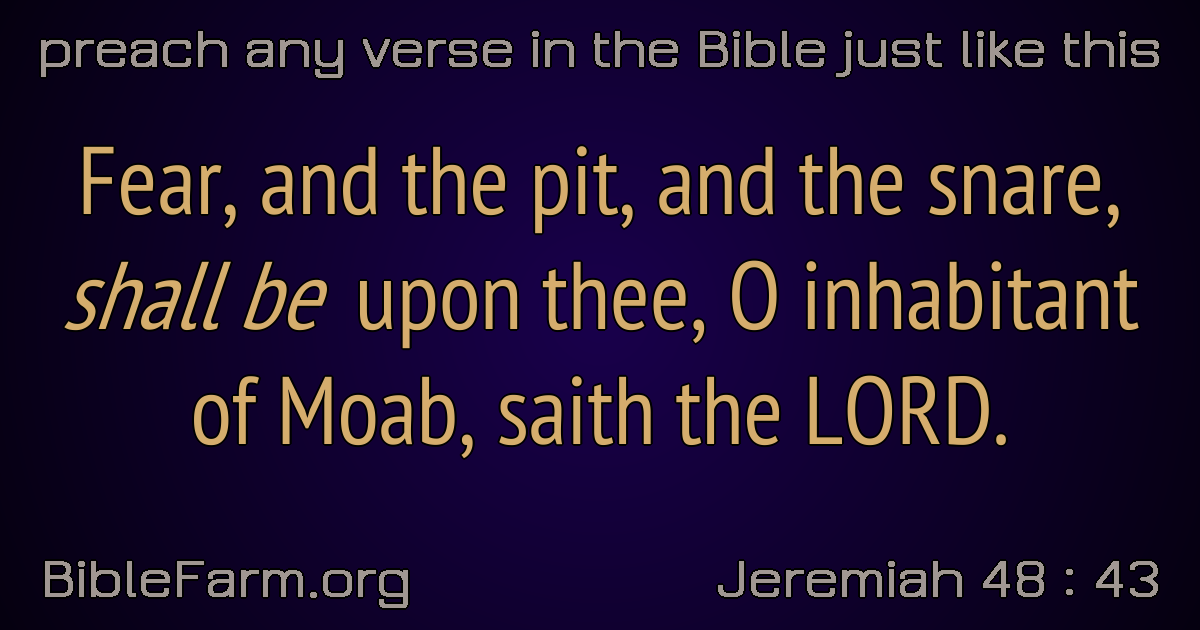 preach any verse in the Bible just like this
Fear, and the pit, and the snare,
shall be upon thee, O inhabitant
of Moab, saith the LORD.
BibleFarm.org
Jeremiah 48 : 43